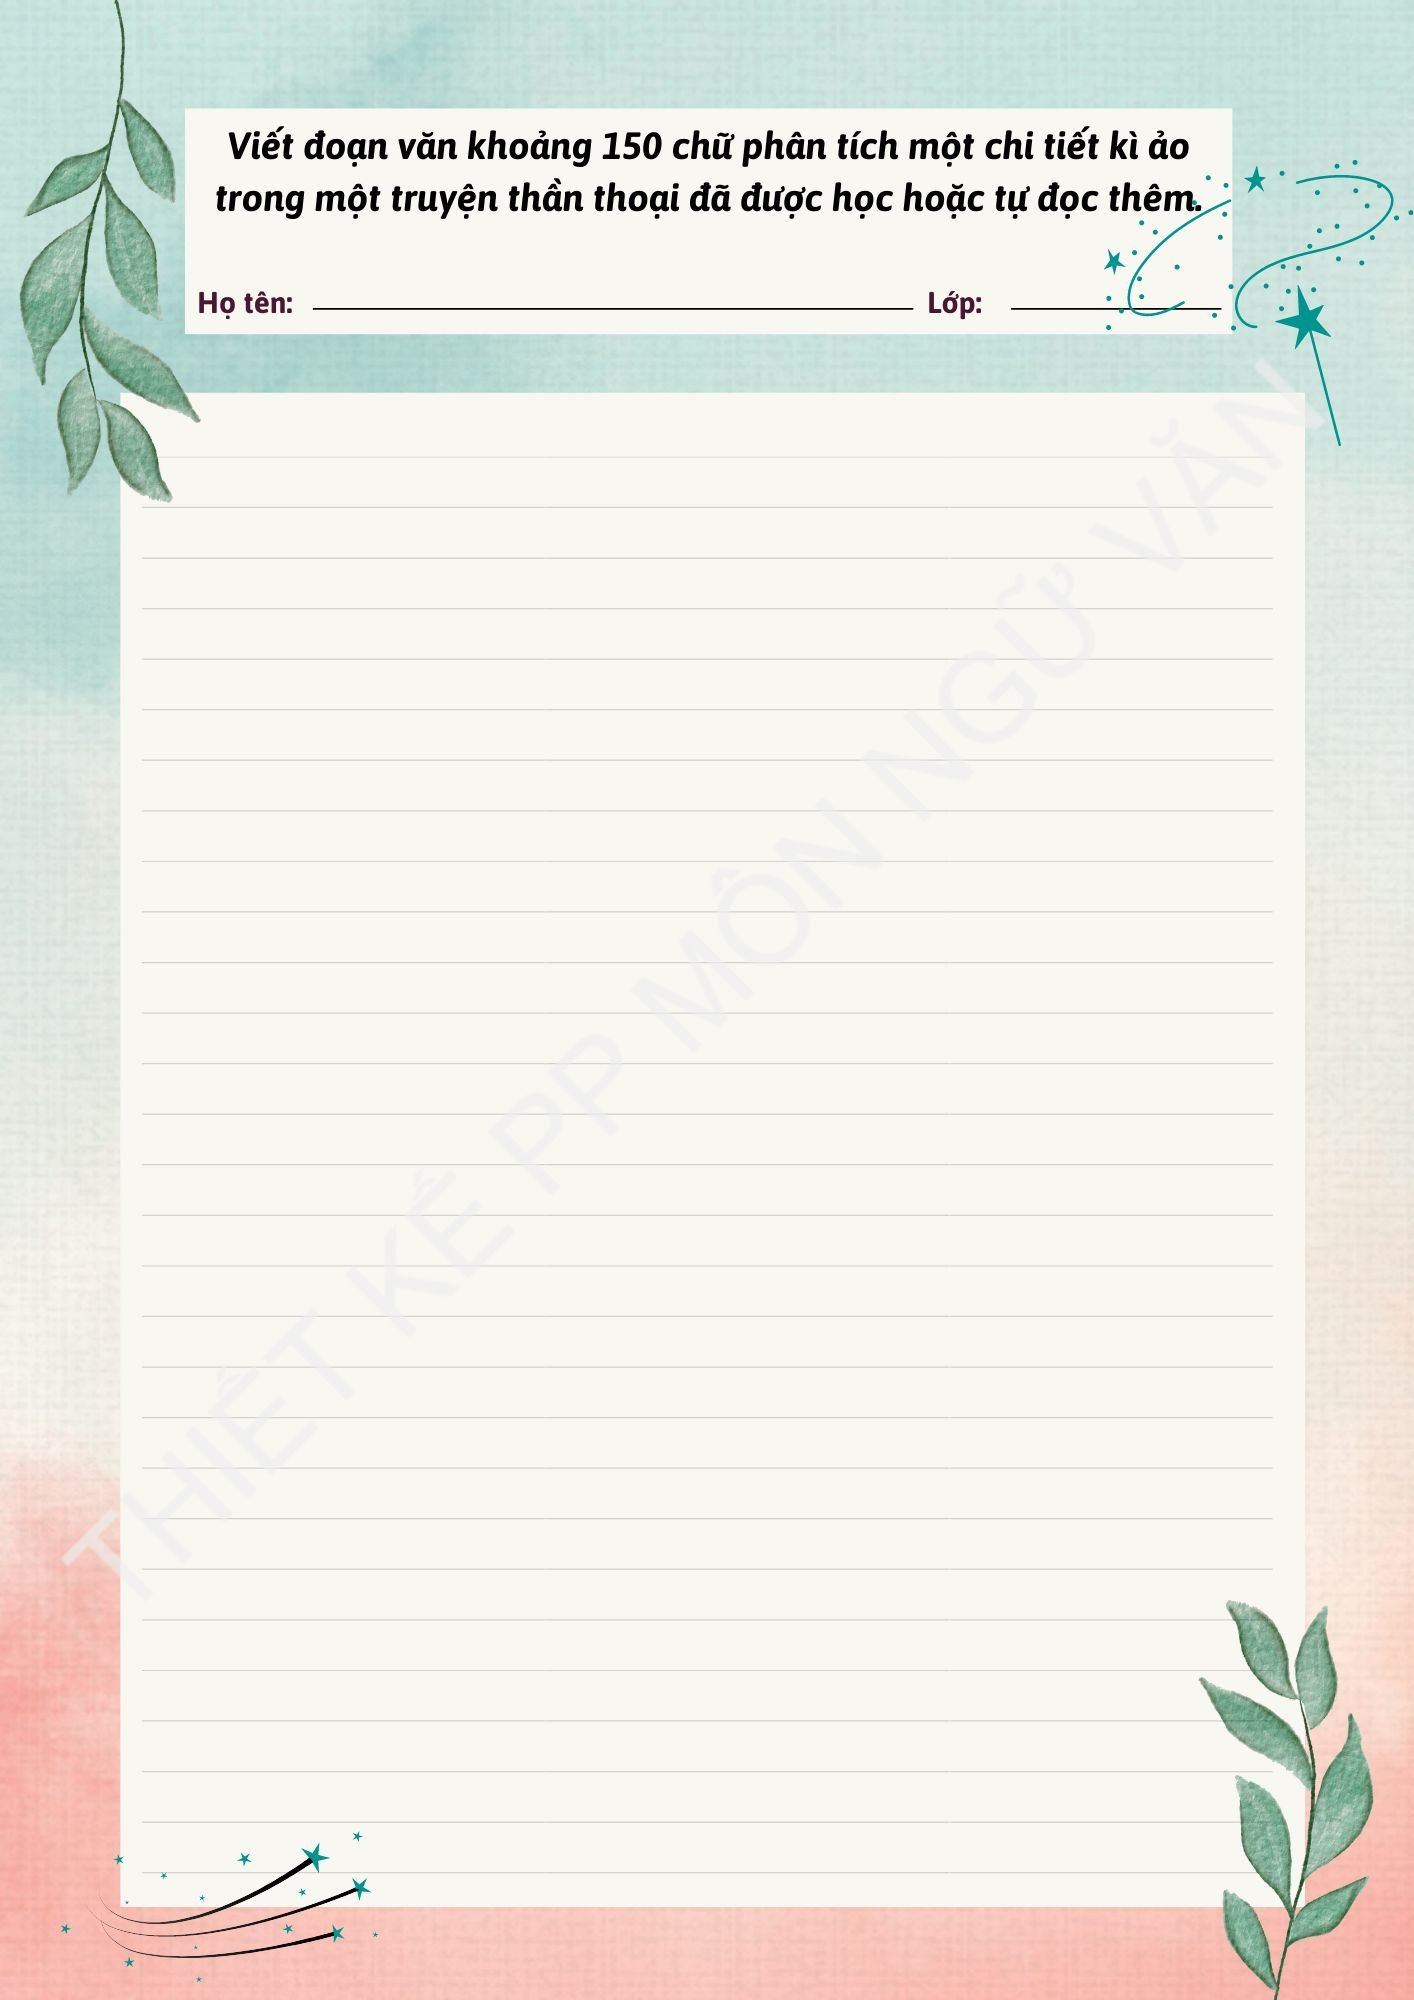 Viết đoạn văn khoảng 150 chữ phân tích một chi tiết kì ảo
trong một truyện thần thoại đã được học hoặc tự đọc thêm.
Họ tên: Lớp:
THIẾT KẾ PP MÔN NGỮ VĂN